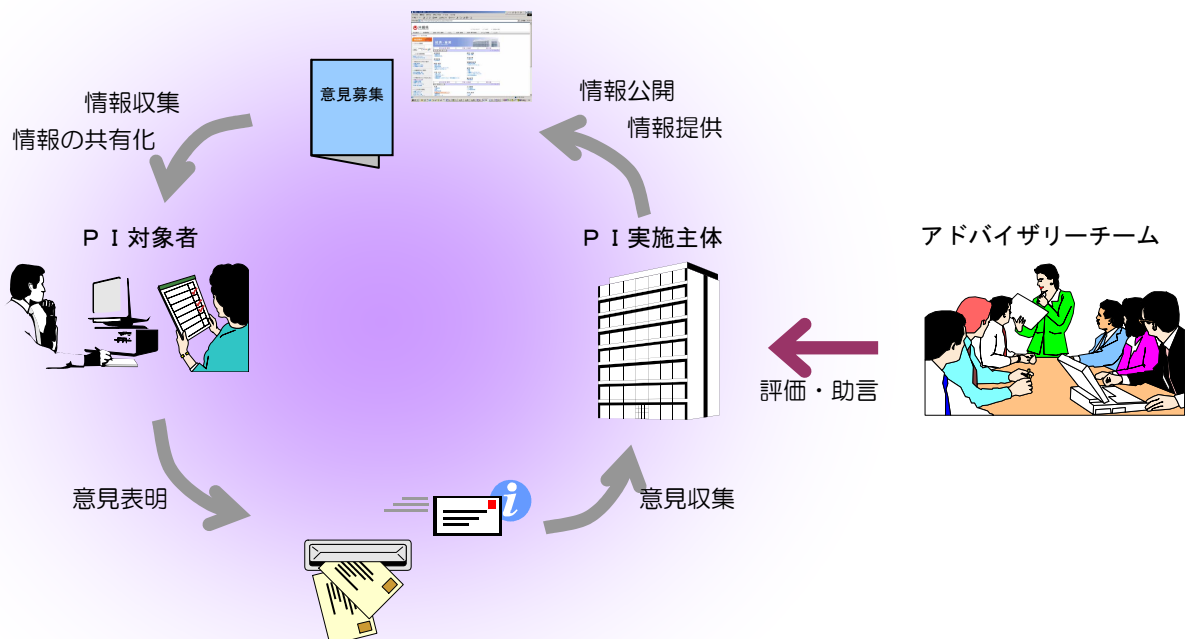 意見募集
情報収集
情報の共有化
情報公開
情報提供
ＰＩ対象者
ＰＩ実施主体
アドバイザリーチーム
評価・助言
意見表明
意見収集
i